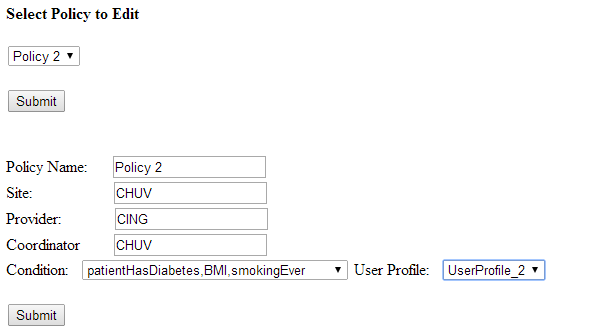 Select Policy to Edit
Policy 2
Submit
Policy Name: Policy 2
Site: CHUV
Provider: CING
Coordinator CHUV
Condition: patientHasDiabetes,BMI,smokingEver User Profile: UserProfile_2
Submit